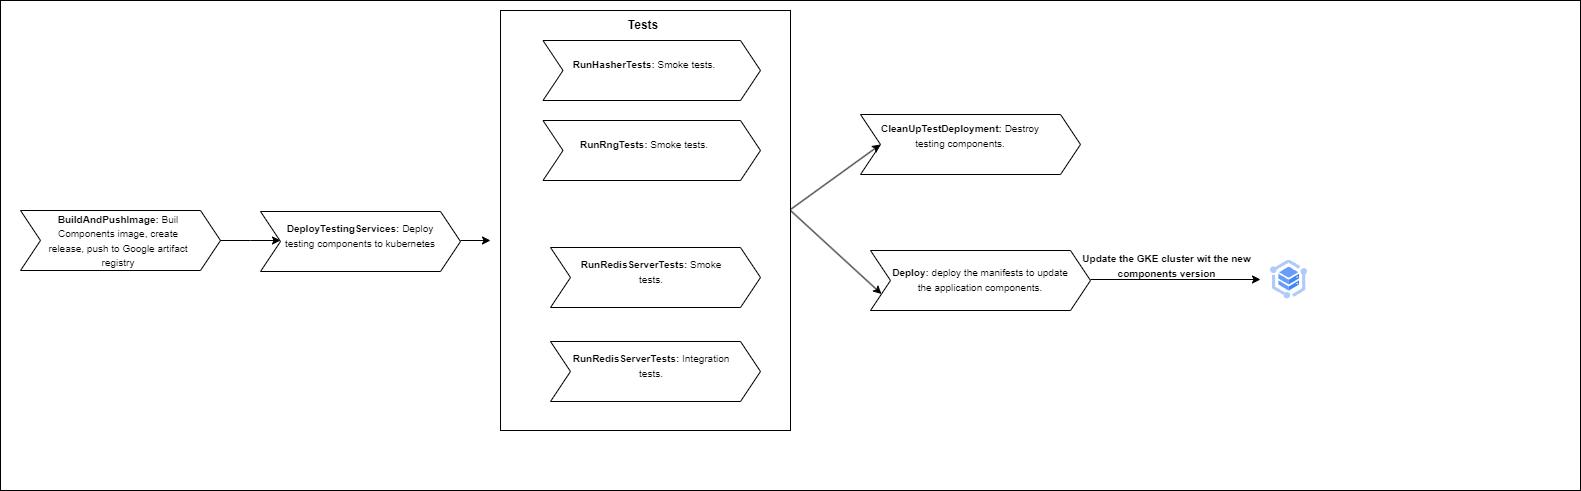 Tests
RunHasherTests: Smoke tests.
RunRngTests: Smoke tests.
CleanUpTestDeployment: Destroy
testing components.
BuildAndPushImage: Buil
Components image, create
release, push to Google artifact
registry
DeployTestingServices: Deploy
testing components to kubernetes
RunRedisServerTests: Smoke
tests.
RunRedisServerTests: Integration
tests.
Deploy: deploy the manifests to update
the application components.
Update the GKE cluster wit the new
components version